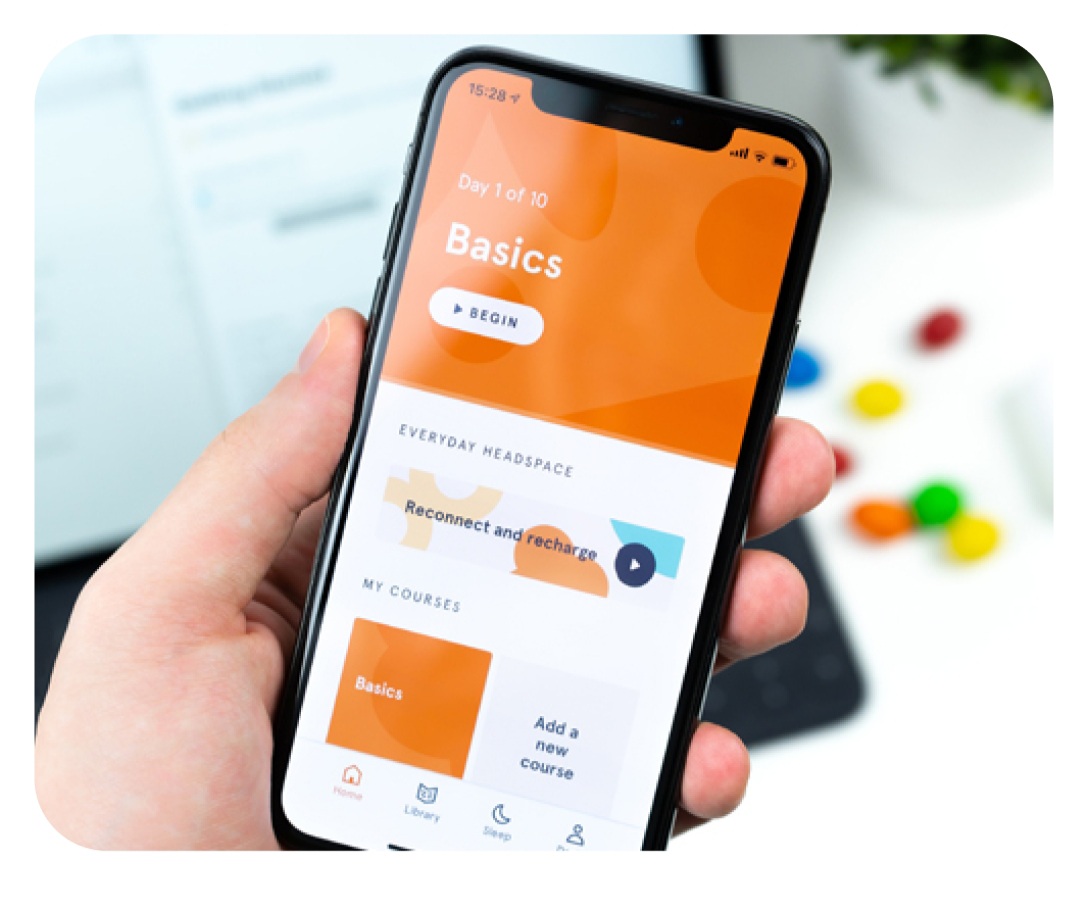 15:28
Day 1 of 10
Basics
BEGIN
EVERYDAY HEADSPACE
Reconnect and recharge
MY COURSES
Basics
Add a
new
course
Home
Library
Sleep